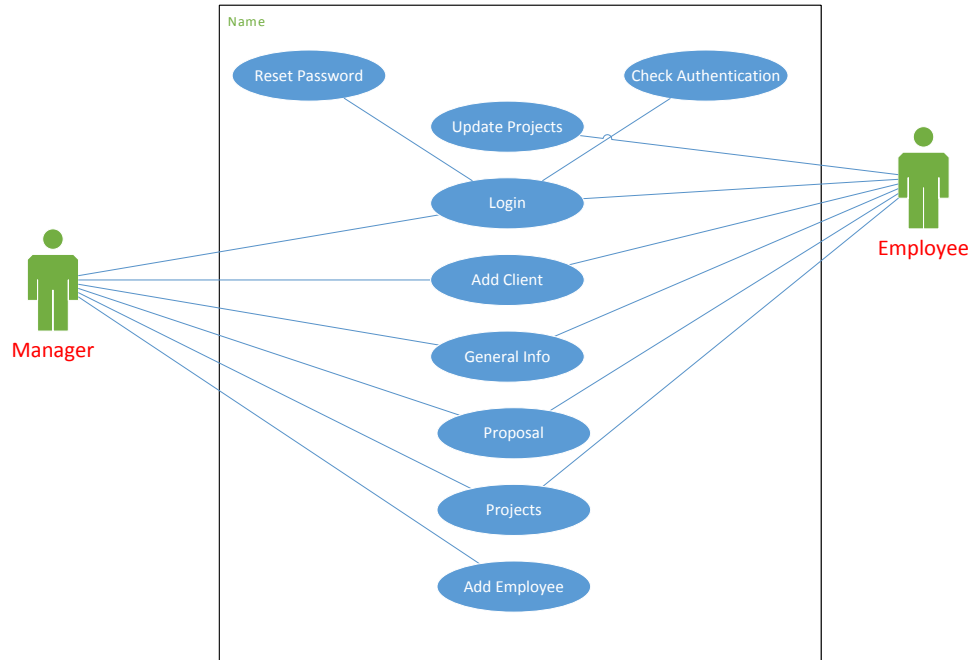 Name
Reset Password
Check Authentication
Update Projects
Login
Employee
Add Client
Manager
General Info
Proposal
Projects
Add Employee